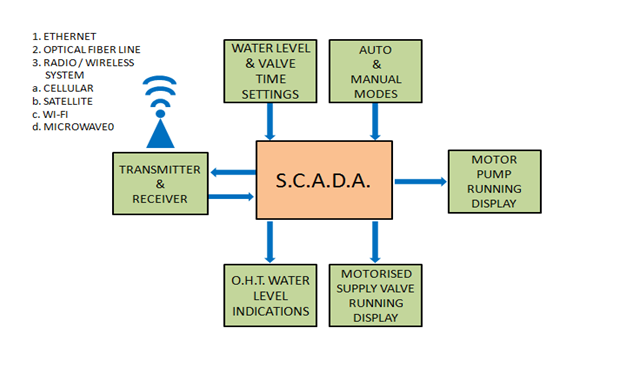 1. ETHERNET
2. OPTICAL FIBER LINE
3. RADIO / WIRELESS
SYSTEM
a. CELLULAR
b. SATELLITE
c. WI-FI
d. MICROWAVE0
WATER LEVEL
& VALVE
TIME
SETTINGS
AUTO
&
MANUAL
MODES
TRANSMITTER
&
RECEIVER
S.C.A.D.A.
MOTOR
PUMP
RUNNING
DISPLAY
O.H.T. WATER
LEVEL
INDICATIONS
MOTORISED
SUPPLY VALVE
RUNNING
DISPLAY